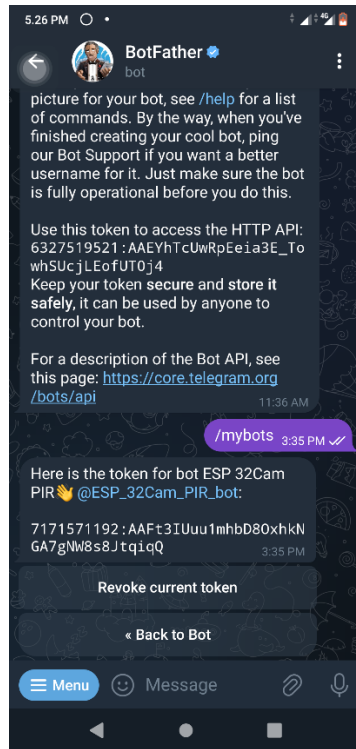 5.26 PM
4G
BotFather
bot
picture for your bot, see /help for a list
of commands. By the way, when you've
finished creating your cool bot, ping
our Bot Support if you want a better
username for it. Just make sure the bot
is fully operational before you do this.
Use this token to access the HTTP API:
6327519521:AAEYhTcUwRpEeia3E_To
whSUcjLEofUTOj4
Keep your token secure and store it
safely, it can be used by anyone to
control your bot.
For a description of the Bot API, see
this page: https://core.telegram.org
/bots/api
11:36 AM
/mybots 3:35 PM
Here is the token for bot ESP 32Cam
PIR👋 @ESP_32Cam_PIR_bot:
7171571192:AAFt3IUuu1mhbD8OxhkN
GA7gNW8s8JtqiqQ
3:35 PM
Revoke current token
« Back to Bot
Menu
Message